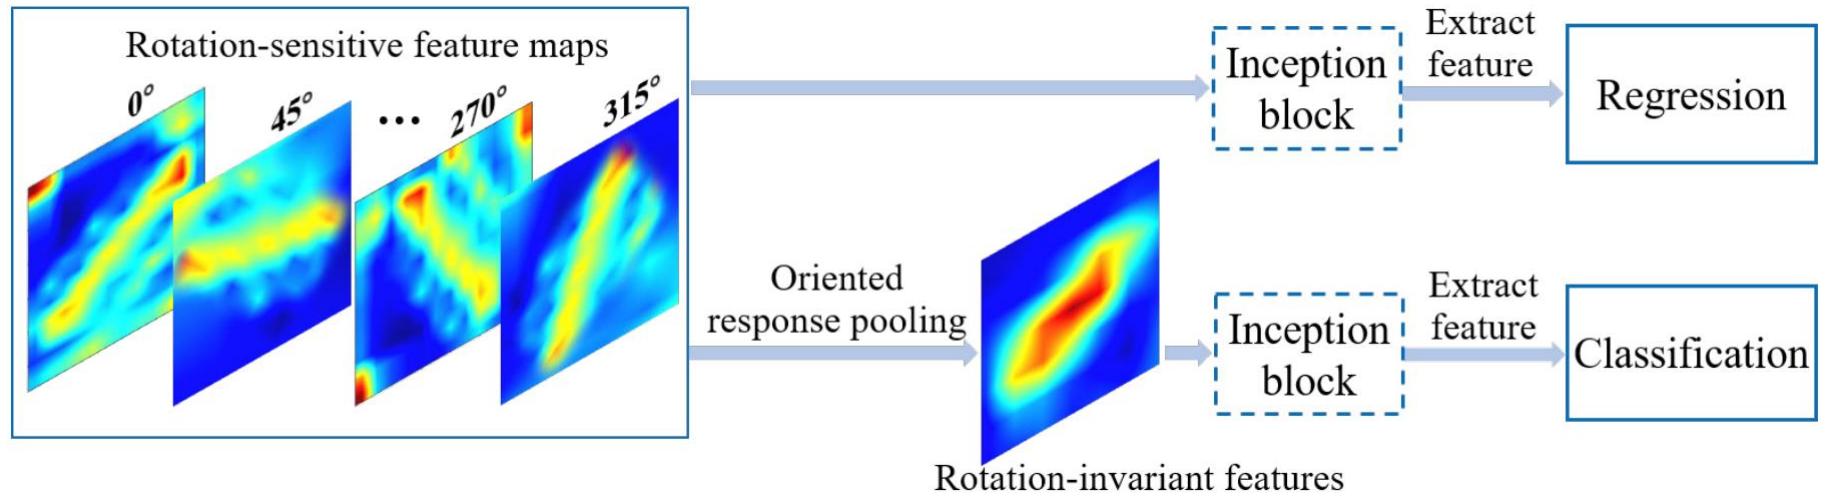 Rotation-sensitive feature maps
0°
45°
...
270°
315°
Inception
block
Extract
feature
Regression
Oriented
response pooling
Rotation-invariant features
Inception
block
Extract
feature
Classification